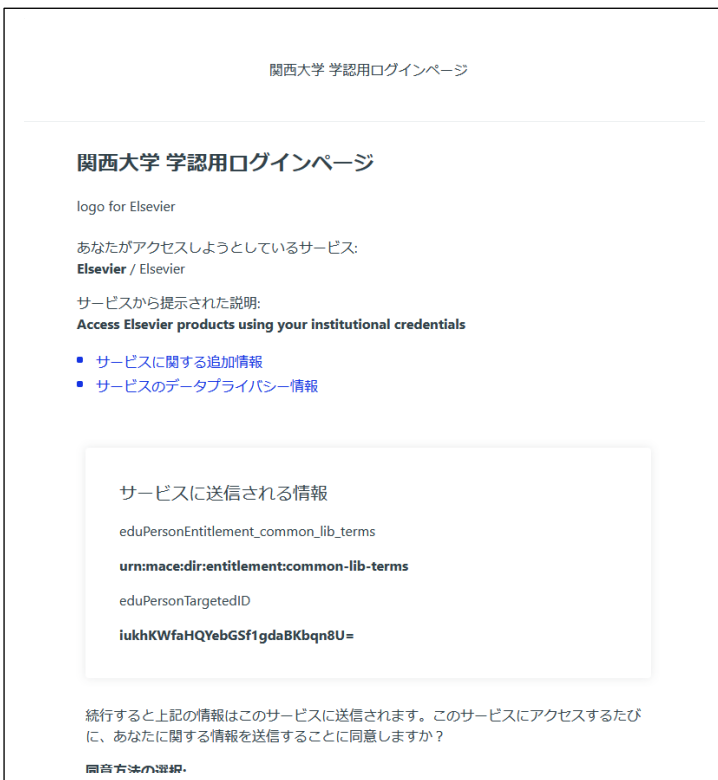 関西大学 学認用ログインページ
関西大学 学認用ログインページ
logo for Elsevier
あなたがアクセスしようとしているサービス:
Elsevier / Elsevier
サービスから提示された説明:
Access Elsevier products using your institutional credentials
サービスに関する追加情報
サービスのデータプライバシー情報
サービスに送信される情報
eduPersonEntitlement_common_lib_terms
urn:mace:dir:entitlement:common-lib-terms
eduPersonTargetedID
iukhKWfaHQYebGSf1gdaBKbqn8U=
続行すると上記の情報はこのサービスに送信されます。このサービスにアクセスするたび
に、あなたに関する情報を送信することに同意しますか？
同意方法の選択: